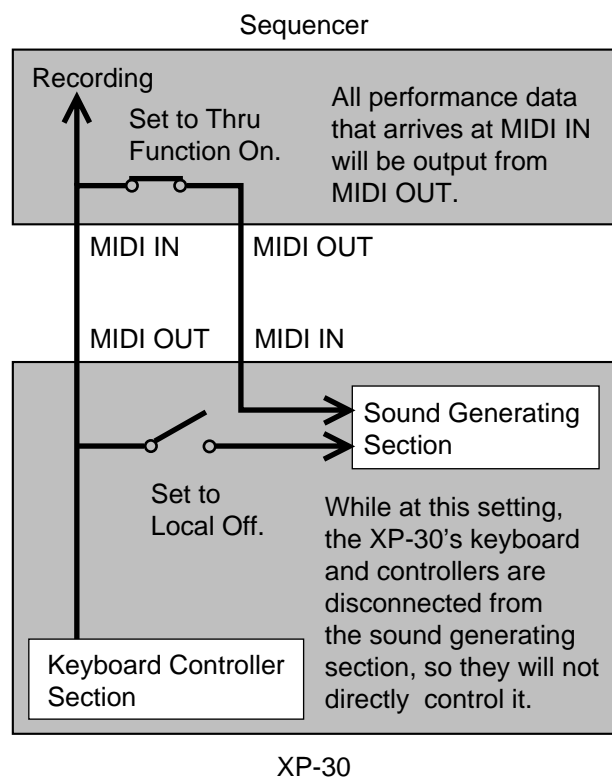 Sequencer
Recording
Set to Thru
Function On.
All performance data
that arrives at MIDI IN
will be output from
MIDI OUT.
MIDI IN
MIDI OUT
MIDI OUT
MIDI IN
Sound Generating
Section
Set to
Local Off.
While at this setting,
the XP-30's keyboard
and controllers are
disconnected from
the sound generating
section, so they will not
directly  control it.
Keyboard Controller
Section
XP-30